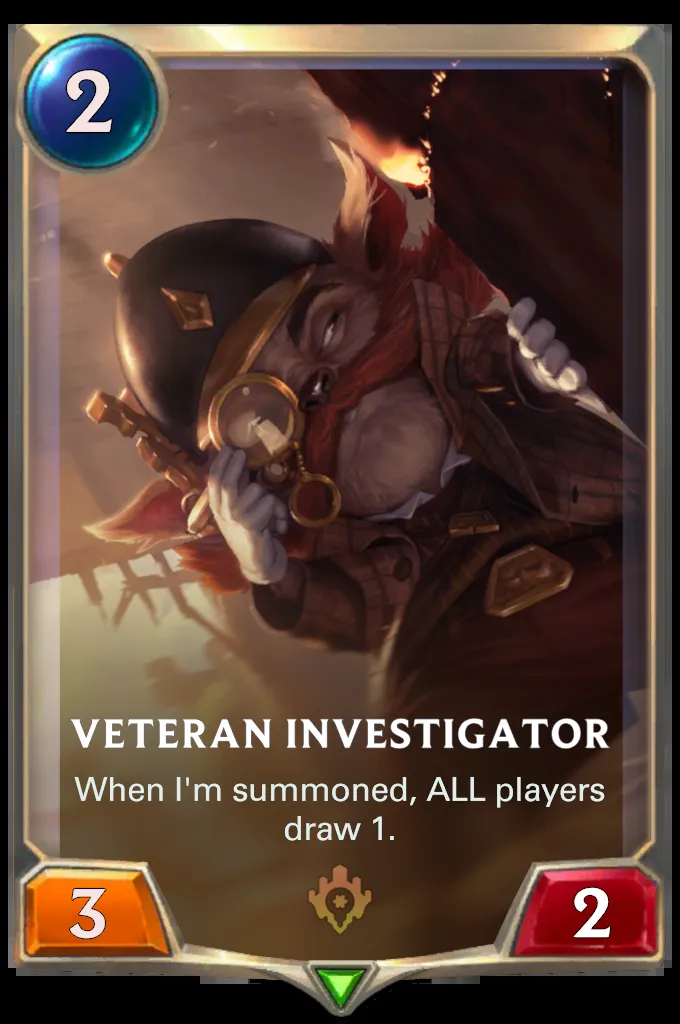 2
VETERAN INVESTIGATOR
When I'm summoned, ALL players
draw 1.
3
2